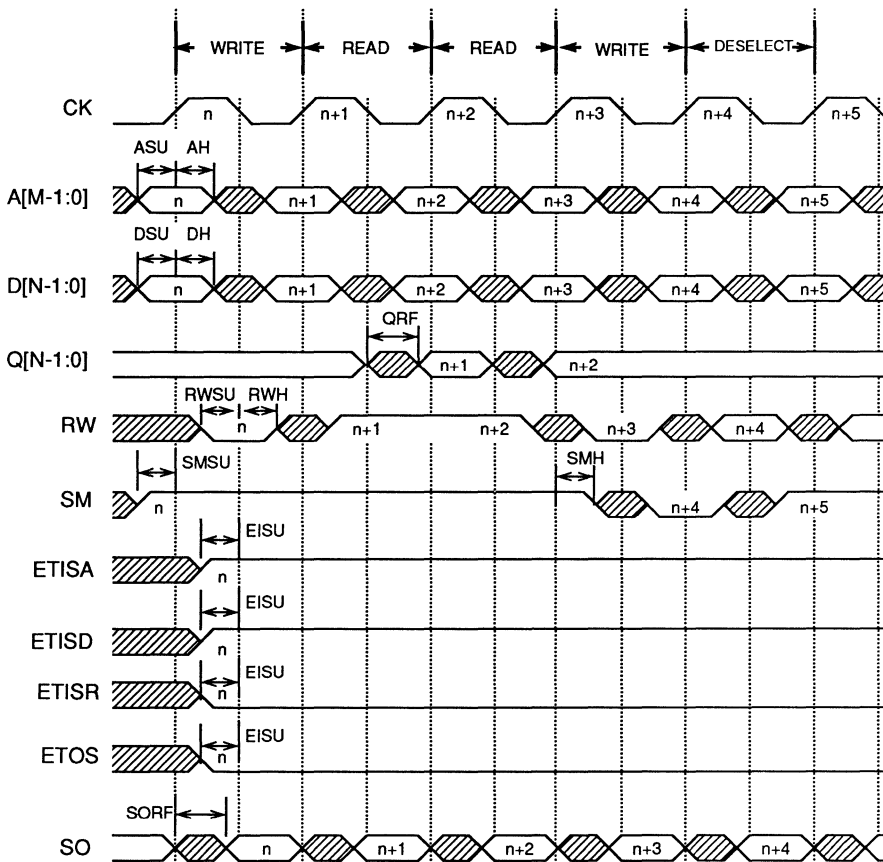 WRITE READ READ WRITE DESELECT
CK n n+1 n+2 n+3 n+4 n+5
ASU AH
A[M-1:0] n n+1 n+2 n+3 n+4 n+5
DSU DH
D[N-1:0] n n+1 n+2 n+3 n+4 n+5
QRF
Q[N-1:0] n+1 n+2
RWSU RWH
RW n n+1 n+2 n+3 n+4
SMSU SMH
SM n n+4 n+5
EISU
ETISA n
EISU
ETISD n
EISU
ETISR n
EISU
ETOS n
SORF
SO n n+1 n+2 n+3 n+4